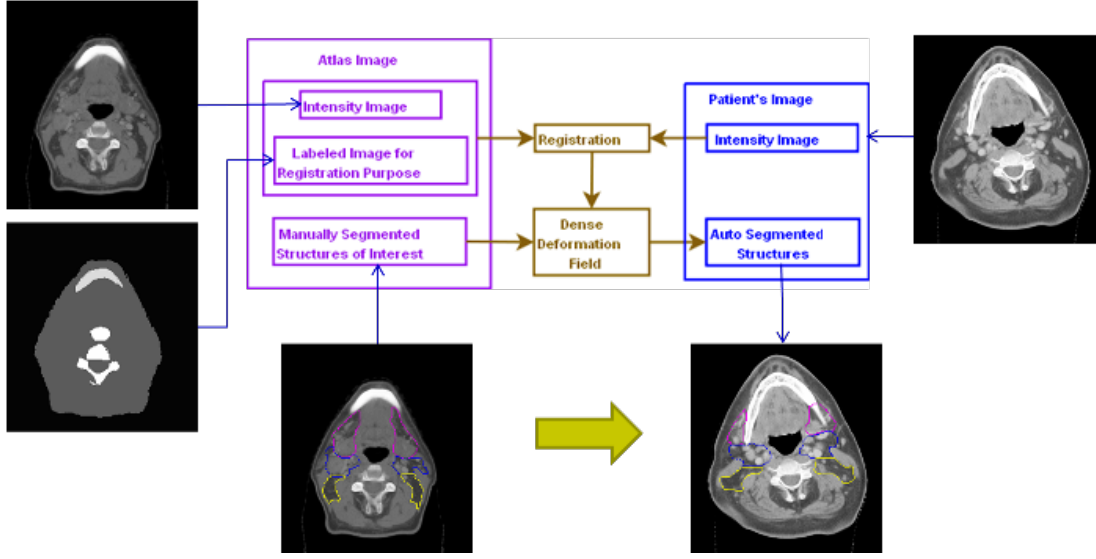 Atlas Image
Intensity Image
Labeled Image for
Registration Purpose
Manually Segmented
Structures of Interest
Registration
Dense
Deformation
Field
Patient's Image
Intensity Image
Auto Segmented
Structures